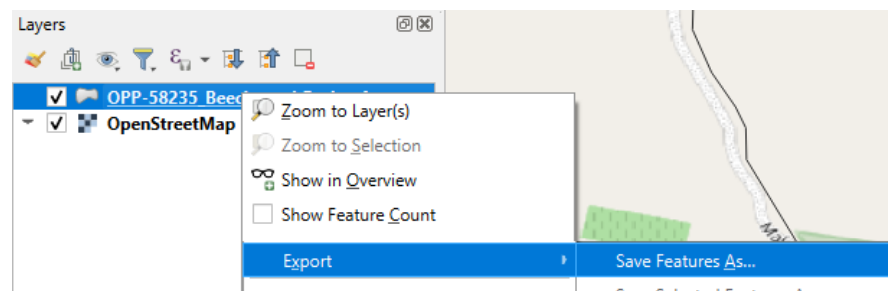 Layers
OPP-58235_Beec
OpenStreetMap
Zoom to Layer(s)
Zoom to Selection
Show in Overview
Show Feature Count
Export
Save Features As...